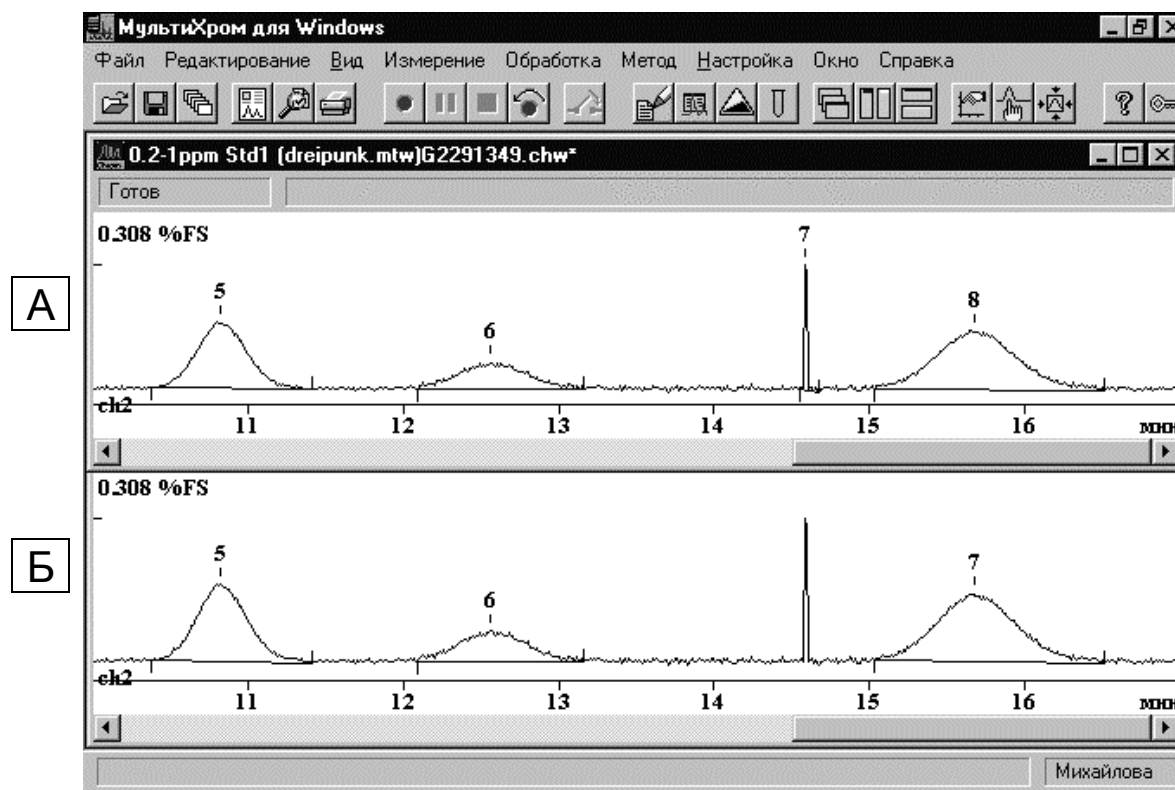 МультиХром для Windows
Файл Редактирование Вид Измерение Обработка Метод Настройка Окно Справка
0.2-1ppm Std1 (dreipunk.mtw)G2291349.chw*
Готов
0.308 %FS
7
5
8
6
А
ch2
11 12 13 14 15 16 мин
0.308 %FS
5
7
6
Б
ch2
11 12 13 14 15 16 мин
Михайлова